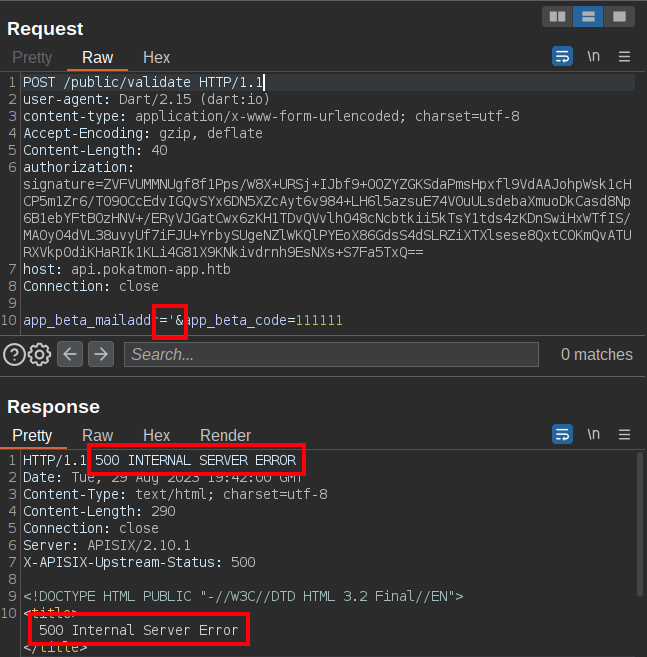 Request
Pretty Raw Hex \n
1 POST /public/validate HTTP/1.1
2 user-agent: Dart/2.15 (dart:io)
3 content-type: application/x-www-form-urlencoded; charset=utf-8
4 Accept-Encoding: gzip, deflate
5 Content-Length: 40
6 authorization:
signature=ZVFVUMMNUgf8f1Pps/W8X+URSj+IJbf9+OOZYZGKSdaPmsHpxfl9VdAAJohpWsk1cH
CP5m1Zr6/T09OCcEdvIGQvSYx6DN5XZcAyt6v984+LH6l5azsuE74V0uULsdebaXmuoDkCasd8Np
6B1ebYFtBOzHNV+/ERyVJGatCwx6zKH1TDvQVvlhO48cNcbtkii5kTsY1tds4zKDnSwiHxWTfIS/
MAOyO4dVL38uvyUf7iFJU+YrbySUgeNZlWKQlPYEoX86GdsS4dSLRZiXTXlsese8QxtCOKmQvATU
RXVkpOdiKHaRIk1KLi4G81X9KNkivdrnh9EsNXs+S7Fa5TxQ==
7 host: api.pokatmon-app.htb
8 Connection: close
9
10 app_beta_mailaddr='&app_beta_code=111111
Search... 0 matches
Response
Pretty Raw Hex Render \n
1 HTTP/1.1 500 INTERNAL SERVER ERROR
2 Date: Tue, 29 Aug 2023 19:42:00 GMT
3 Content-Type: text/html; charset=utf-8
4 Content-Length: 290
5 Connection: close
6 Server: APISIX/2.10.1
7 X-APISIX-Upstream-Status: 500
8
9 <!DOCTYPE HTML PUBLIC "-//W3C//DTD HTML 3.2 Final//EN">
10 <title>
500 Internal Server Error
</title>